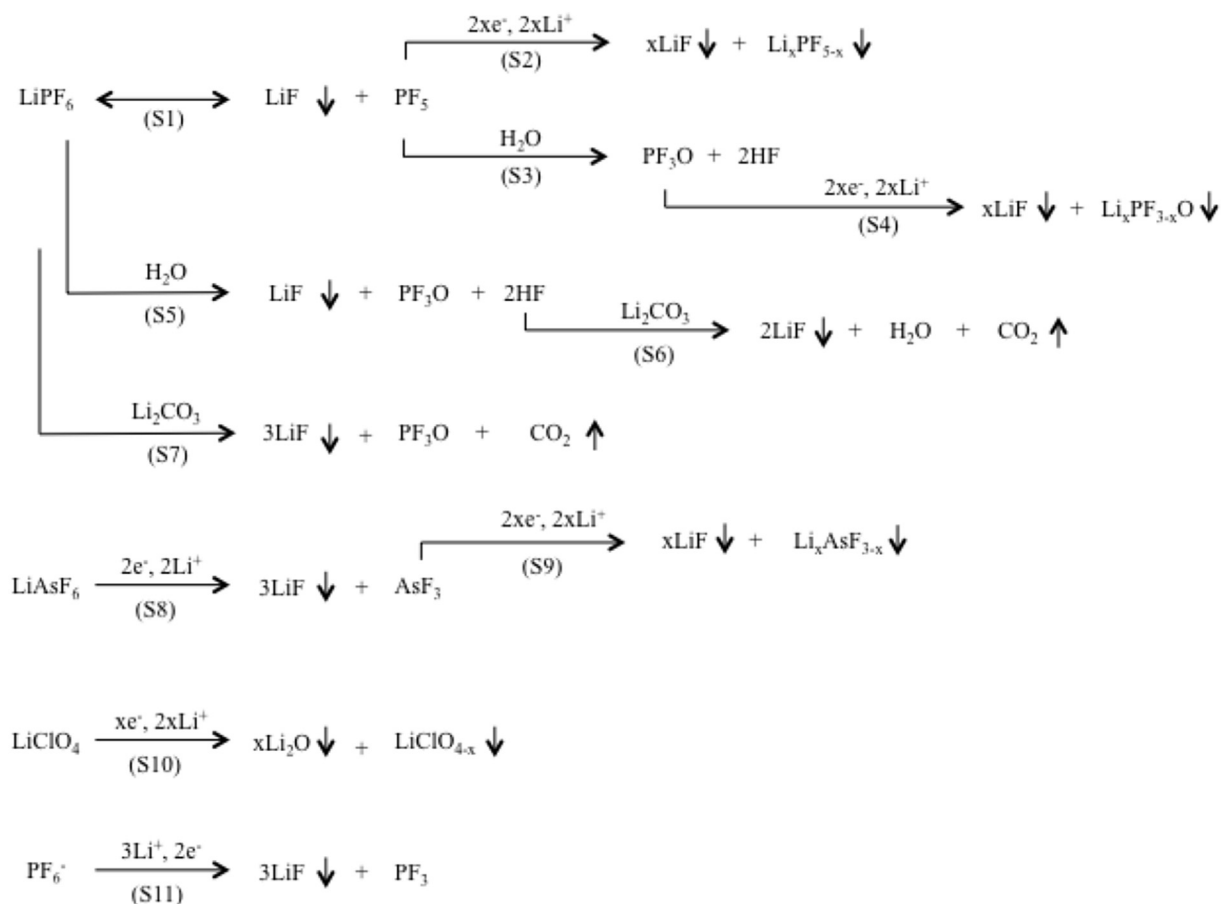 2xe⁻, 2xLi⁺
(S2)
xLiF ↓ + LiₓPF₅₋ₓ ↓
LiPF₆ ↔ LiF ↓ + PF₅
(S1)
H₂O
(S3)
PF₃O + 2HF
2xe⁻, 2xLi⁺
(S4)
xLiF ↓ + LiₓPF₃₋ₓO ↓
H₂O
(S5)
LiF ↓ + PF₃O + 2HF
Li₂CO₃
(S6)
2LiF ↓ + H₂O + CO₂ ↑
Li₂CO₃
(S7)
3LiF ↓ + PF₃O + CO₂ ↑
2xe⁻, 2xLi⁺
(S9)
xLiF ↓ + LiₓAsF₃₋ₓ ↓
2e⁻, 2Li⁺
LiAsF₆ → 3LiF ↓ + AsF₃
(S8)
xe⁻, 2xLi⁺
LiClO₄ → xLi₂O ↓ + LiClO₄₋ₓ ↓
(S10)
3Li⁺, 2e⁻
PF₆⁻ → 3LiF ↓ + PF₃
(S11)